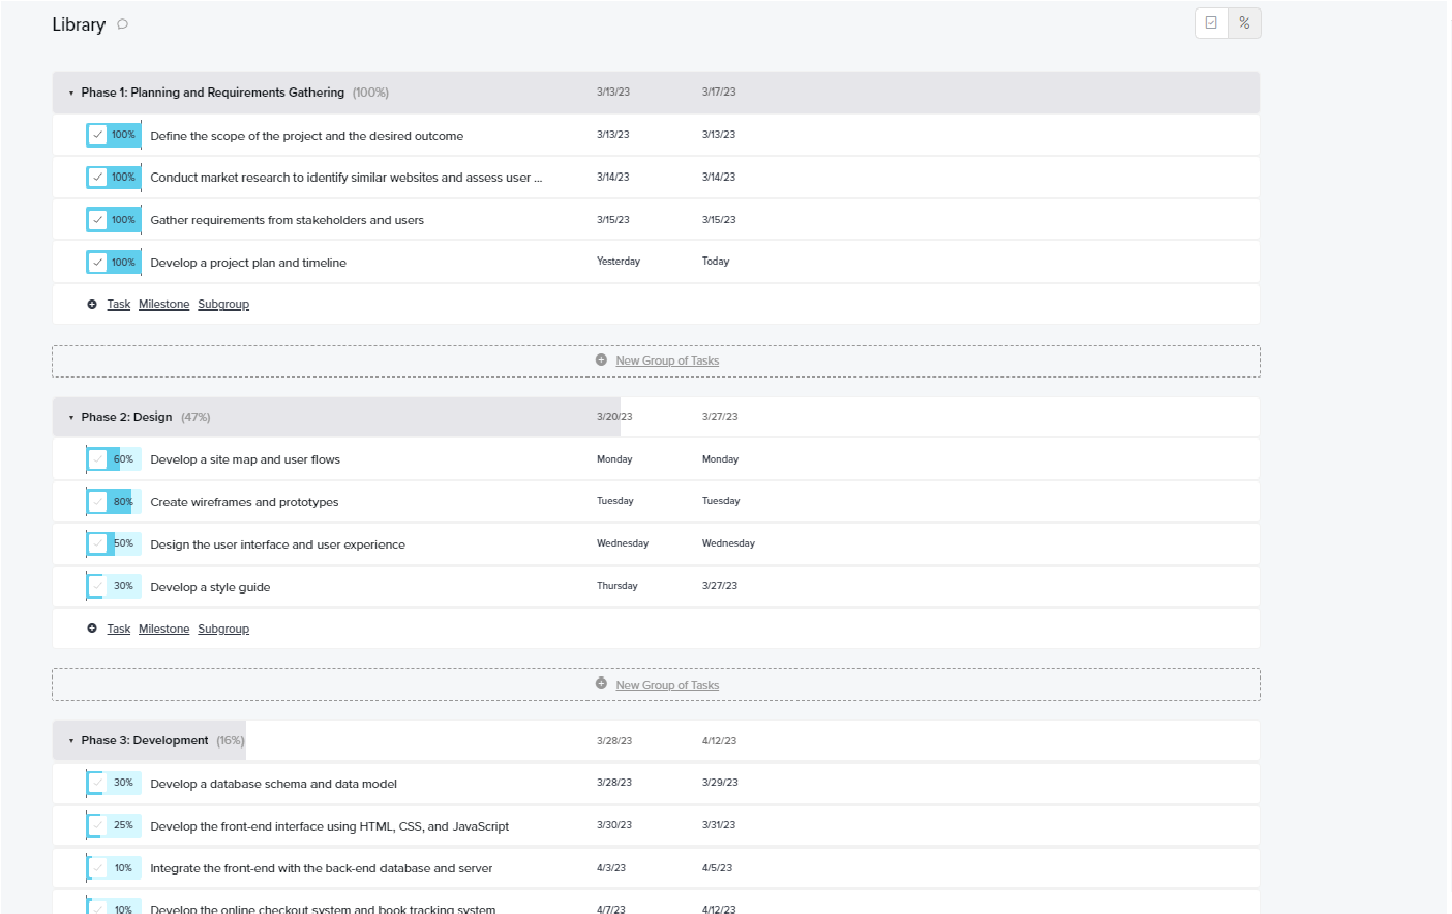 Library
%
Phase 1: Planning and Requirements Gathering (100%) 3/13/23 3/17/23
100% Define the scope of the project and the desired outcome 3/13/23 3/13/23
100% Conduct market research to identify similar websites and assess user ... 3/14/23 3/14/23
100% Gather requirements from stakeholders and users 3/15/23 3/15/23
100% Develop a project plan and timeline Yesterday Today
Task Milestone Subgroup
New Group of Tasks
Phase 2: Design (47%) 3/20/23 3/27/23
60% Develop a site map and user flows Monday Monday
80% Create wireframes and prototypes Tuesday Tuesday
50% Design the user interface and user experience Wednesday Wednesday
30% Develop a style guide Thursday 3/27/23
Task Milestone Subgroup
New Group of Tasks
Phase 3: Development (16%) 3/28/23 4/12/23
30% Develop a database schema and data model 3/28/23 3/29/23
25% Develop the front-end interface using HTML, CSS, and JavaScript 3/30/23 3/31/23
10% Integrate the front-end with the back-end database and server 4/3/23 4/5/23
10% Develop the online checkout system and book tracking system 4/7/23 4/12/23